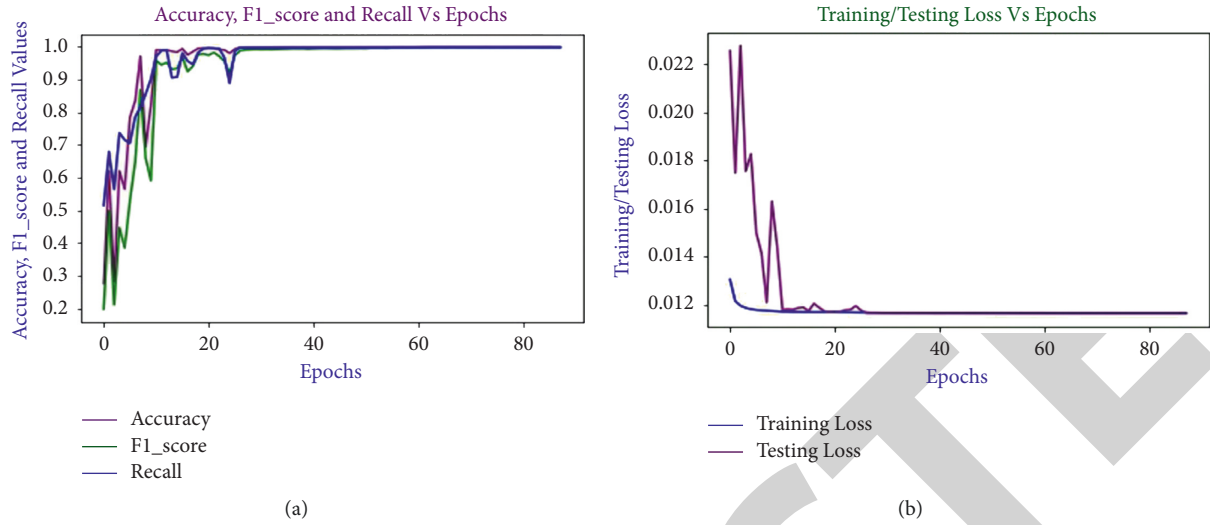 Accuracy, F1_score and Recall Vs Epochs
Accuracy, F1_score and Recall Values
1.0
0.9
0.8
0.7
0.6
0.5
0.4
0.3
0.2
0 20 40 60 80
Epochs
Accuracy
F1_score
Recall
(a)
Training/Testing Loss Vs Epochs
Training/Testing Loss
0.022
0.020
0.018
0.016
0.014
0.012
0 20 40 60 80
Epochs
Training Loss
Testing Loss
(b)